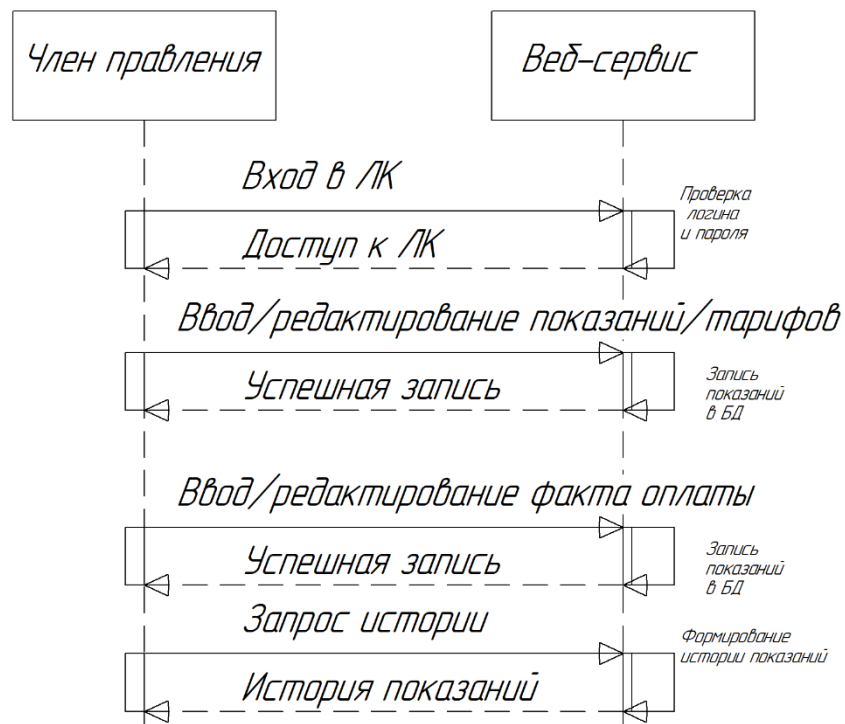 Член правления
Веб-сервис
Вход в ЛК
Проверка
логина
и пароля
Доступ к ЛК
Ввод/редактирование показаний/тарифов
Успешная запись
Запись
показаний
в БД
Ввод/редактирование факта оплаты
Успешная запись
Запись
показаний
в БД
Запрос истории
Формирование
истории показаний
История показаний